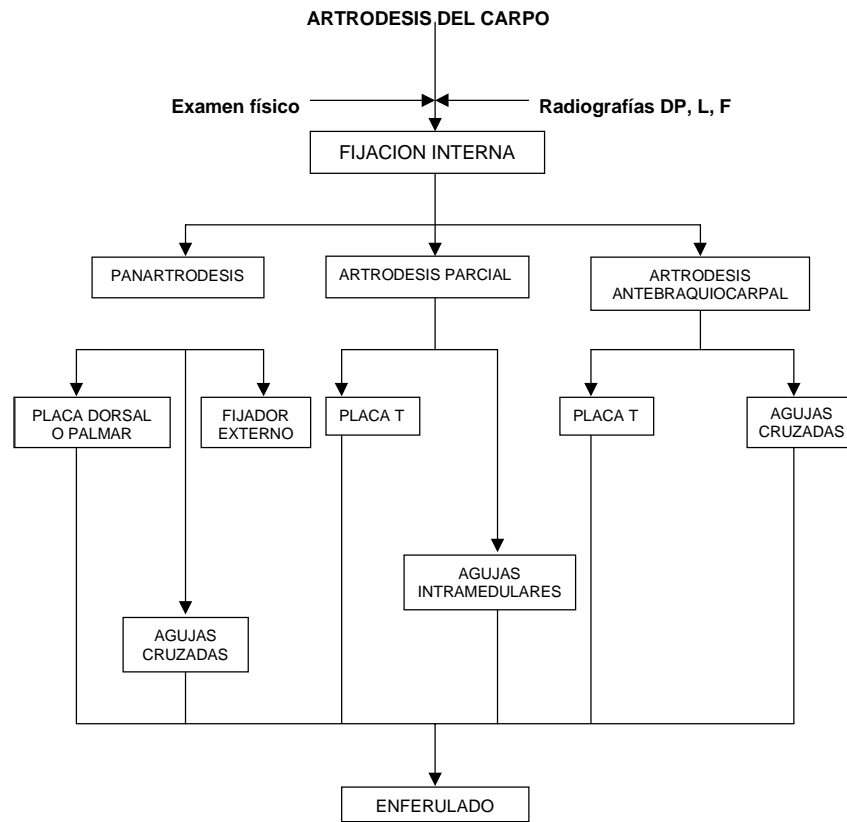 ARTRODESIS DEL CARPO
Examen físico
Radiografías DP, L, F
FIJACION INTERNA
PANARTRODESIS
ARTRODESIS PARCIAL
ARTRODESIS
ANTEBRAQUIOCARPAL
PLACA DORSAL
O PALMAR
FIJADOR
EXTERNO
PLACA T
PLACA T
AGUJAS
CRUZADAS
AGUJAS
INTRAMEDULARES
AGUJAS
CRUZADAS
ENFERULADO